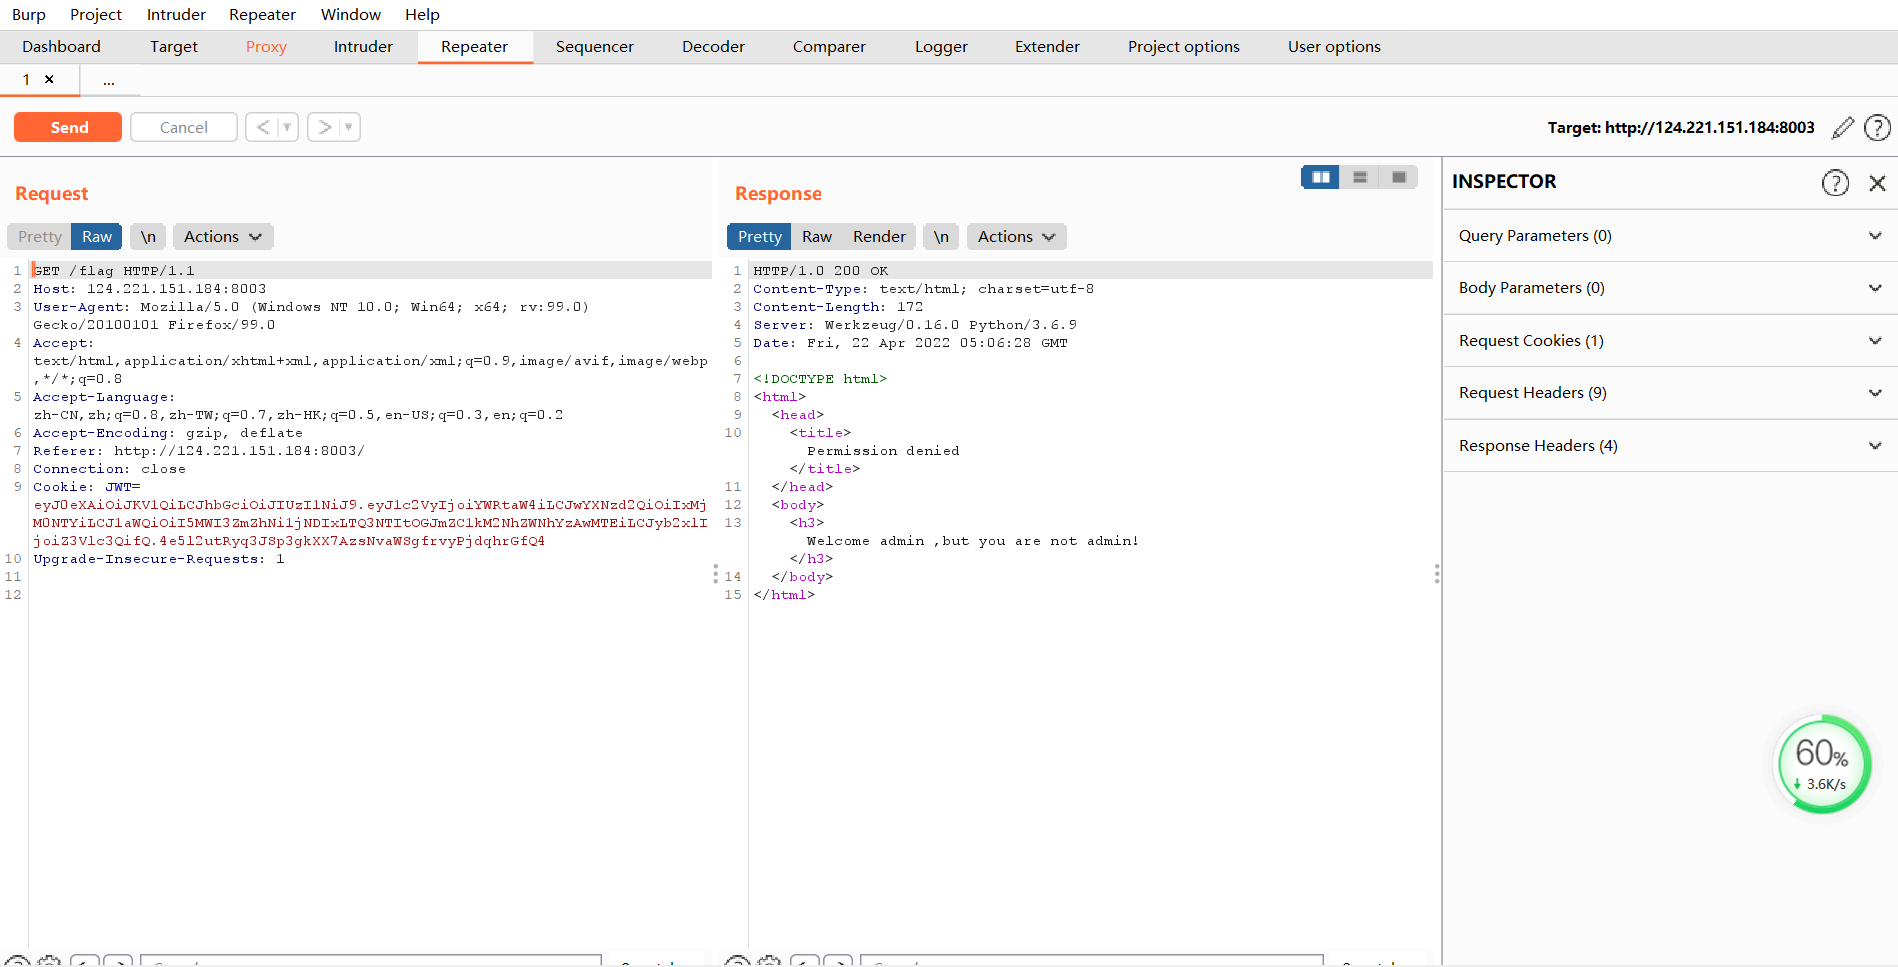 Burp Project Intruder Repeater Window Help
Dashboard Target Proxy Intruder Repeater Sequencer Decoder Comparer Logger Extender Project options User options
1 × ...
Send Cancel < > Target: http://124.221.151.184:8003
Request
Pretty Raw \n Actions
1 GET /flag HTTP/1.1
2 Host: 124.221.151.184:8003
3 User-Agent: Mozilla/5.0 (Windows NT 10.0; Win64; x64; rv:99.0)
Gecko/20100101 Firefox/99.0
4 Accept:
text/html,application/xhtml+xml,application/xml;q=0.9,image/avif,image/webp
,*/*;q=0.8
5 Accept-Language:
zh-CN,zh;q=0.8,zh-TW;q=0.7,zh-HK;q=0.5,en-US;q=0.3,en;q=0.2
6 Accept-Encoding: gzip, deflate
7 Referer: http://124.221.151.184:8003/
8 Connection: close
9 Cookie: JWT=
eyJ0eXAiOiJKV1QiLCJhbGciOiJIUzI1NiJ9.eyJ1c2VyIjoiYWRtaW4iLCJwYXNzd2QiOiIxMj
M0NTYiLCJ1aWQiOiI5MWI3ZmZhNi1jNDIxLTQ3NTItOGJmZC1kM2NhZWNhYzAwMTEiLCJyb2xlI
joiZ3Vlc3QifQ.4e5l2utRyq3JSp3gkXX7AzsNvaWSgfrvyPjdqhrGfQ4
10 Upgrade-Insecure-Requests: 1
11
12
Response
Pretty Raw Render \n Actions
1 HTTP/1.0 200 OK
2 Content-Type: text/html; charset=utf-8
3 Content-Length: 172
4 Server: Werkzeug/0.16.0 Python/3.6.9
5 Date: Fri, 22 Apr 2022 05:06:28 GMT
6
7 <!DOCTYPE html>
8 <html>
9 <head>
10 <title>
Permission denied
</title>
11 </head>
12 <body>
13 <h3>
Welcome admin ,but you are not admin!
</h3>
14 </body>
15 </html>
INSPECTOR
Query Parameters (0)
Body Parameters (0)
Request Cookies (1)
Request Headers (9)
Response Headers (4)
60%
↓ 3.6K/s